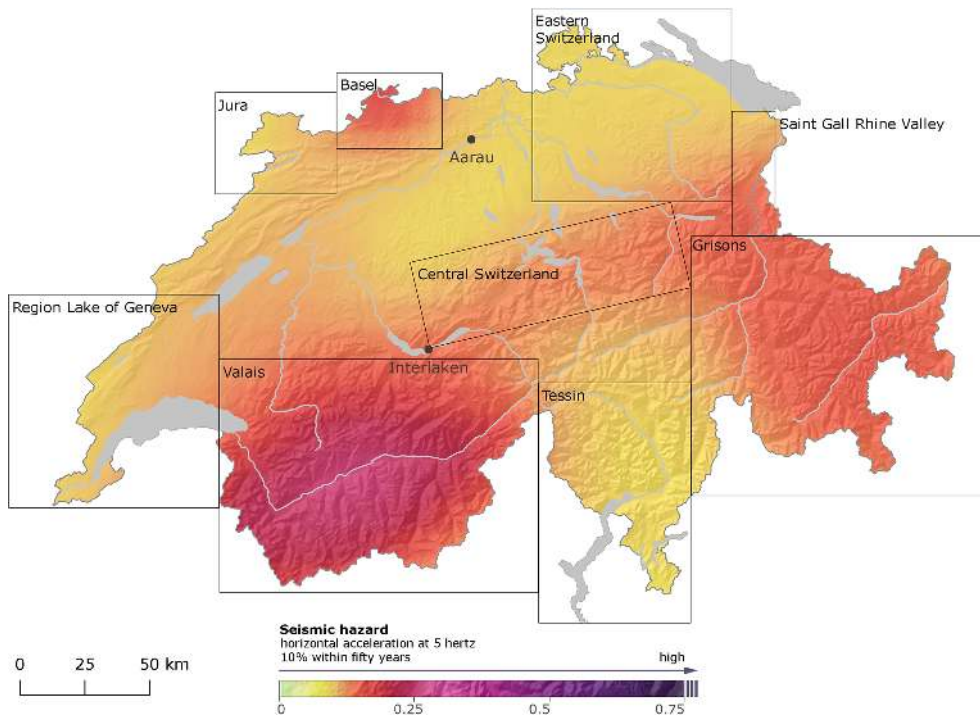 Eastern
Switzerland
Basel
Jura
Saint Gall Rhine Valley
Aarau
Grisons
Central Switzerland
Region Lake of Geneva
Interlaken
Valais
Tessin
Seismic hazard
horizontal acceleration at 5 hertz
10% within fifty years
high
0 25 50 km
0 0.25 0.5 0.75